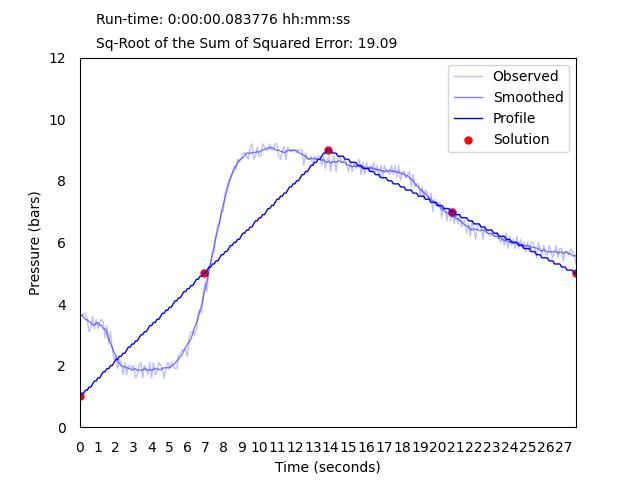 Run-time: 0:00:00.083776 hh:mm:ss
Sq-Root of the Sum of Squared Error: 19.09
Observed
Smoothed
Profile
Solution
Pressure (bars)
12
10
8
6
4
2
0
0 1 2 3 4 5 6 7 8 9 10 11 12 13 14 15 16 17 18 19 20 21 22 23 24 25 26 27
Time (seconds)